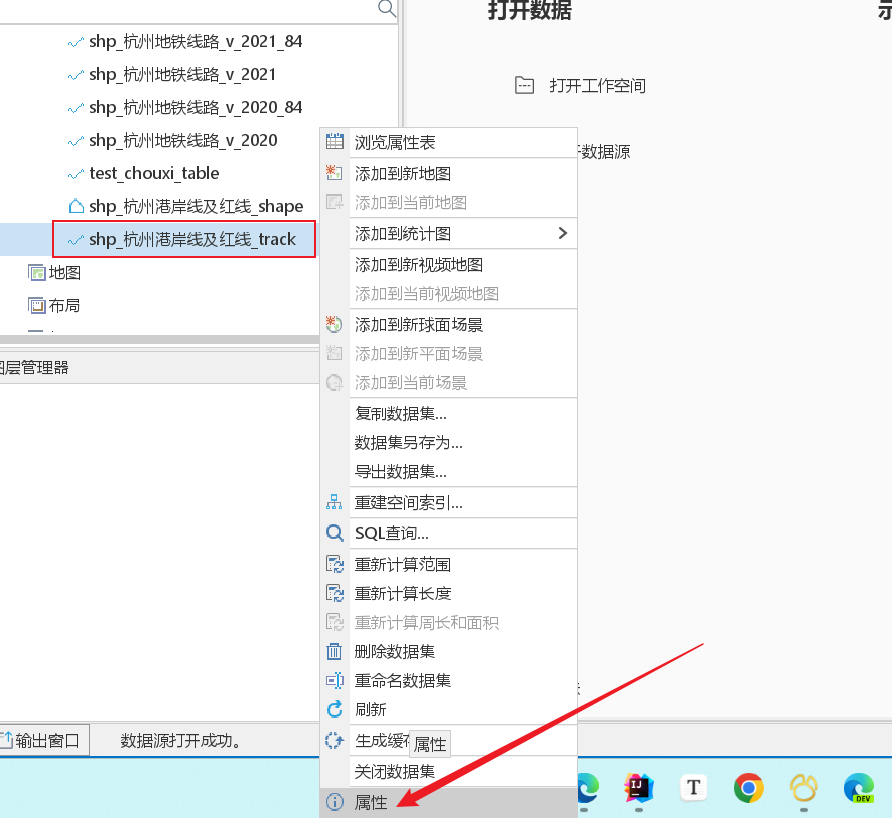 打开数据
shp_杭州地铁线路_v_2021_84
shp_杭州地铁线路_v_2021
打开工作空间
shp_杭州地铁线路_v_2020_84
shp_杭州地铁线路_v_2020
数据源
test_chouxi_table
shp_杭州港岸线及红线_shape
shp_杭州港岸线及红线_track
地图
布局
图层管理器
浏览属性表
添加到新地图
添加到当前地图
添加到统计图
添加到新视频地图
添加到当前视频地图
添加到新球面场景
添加到新平面场景
添加到当前场景
复制数据集...
数据集另存为...
导出数据集...
重建空间索引...
SQL查询...
重新计算范围
重新计算长度
重新计算周长和面积
删除数据集
重命名数据集
刷新
生成缓存
属性
关闭数据集
属性
输出窗口
数据源打开成功。
IJ
T
DEV